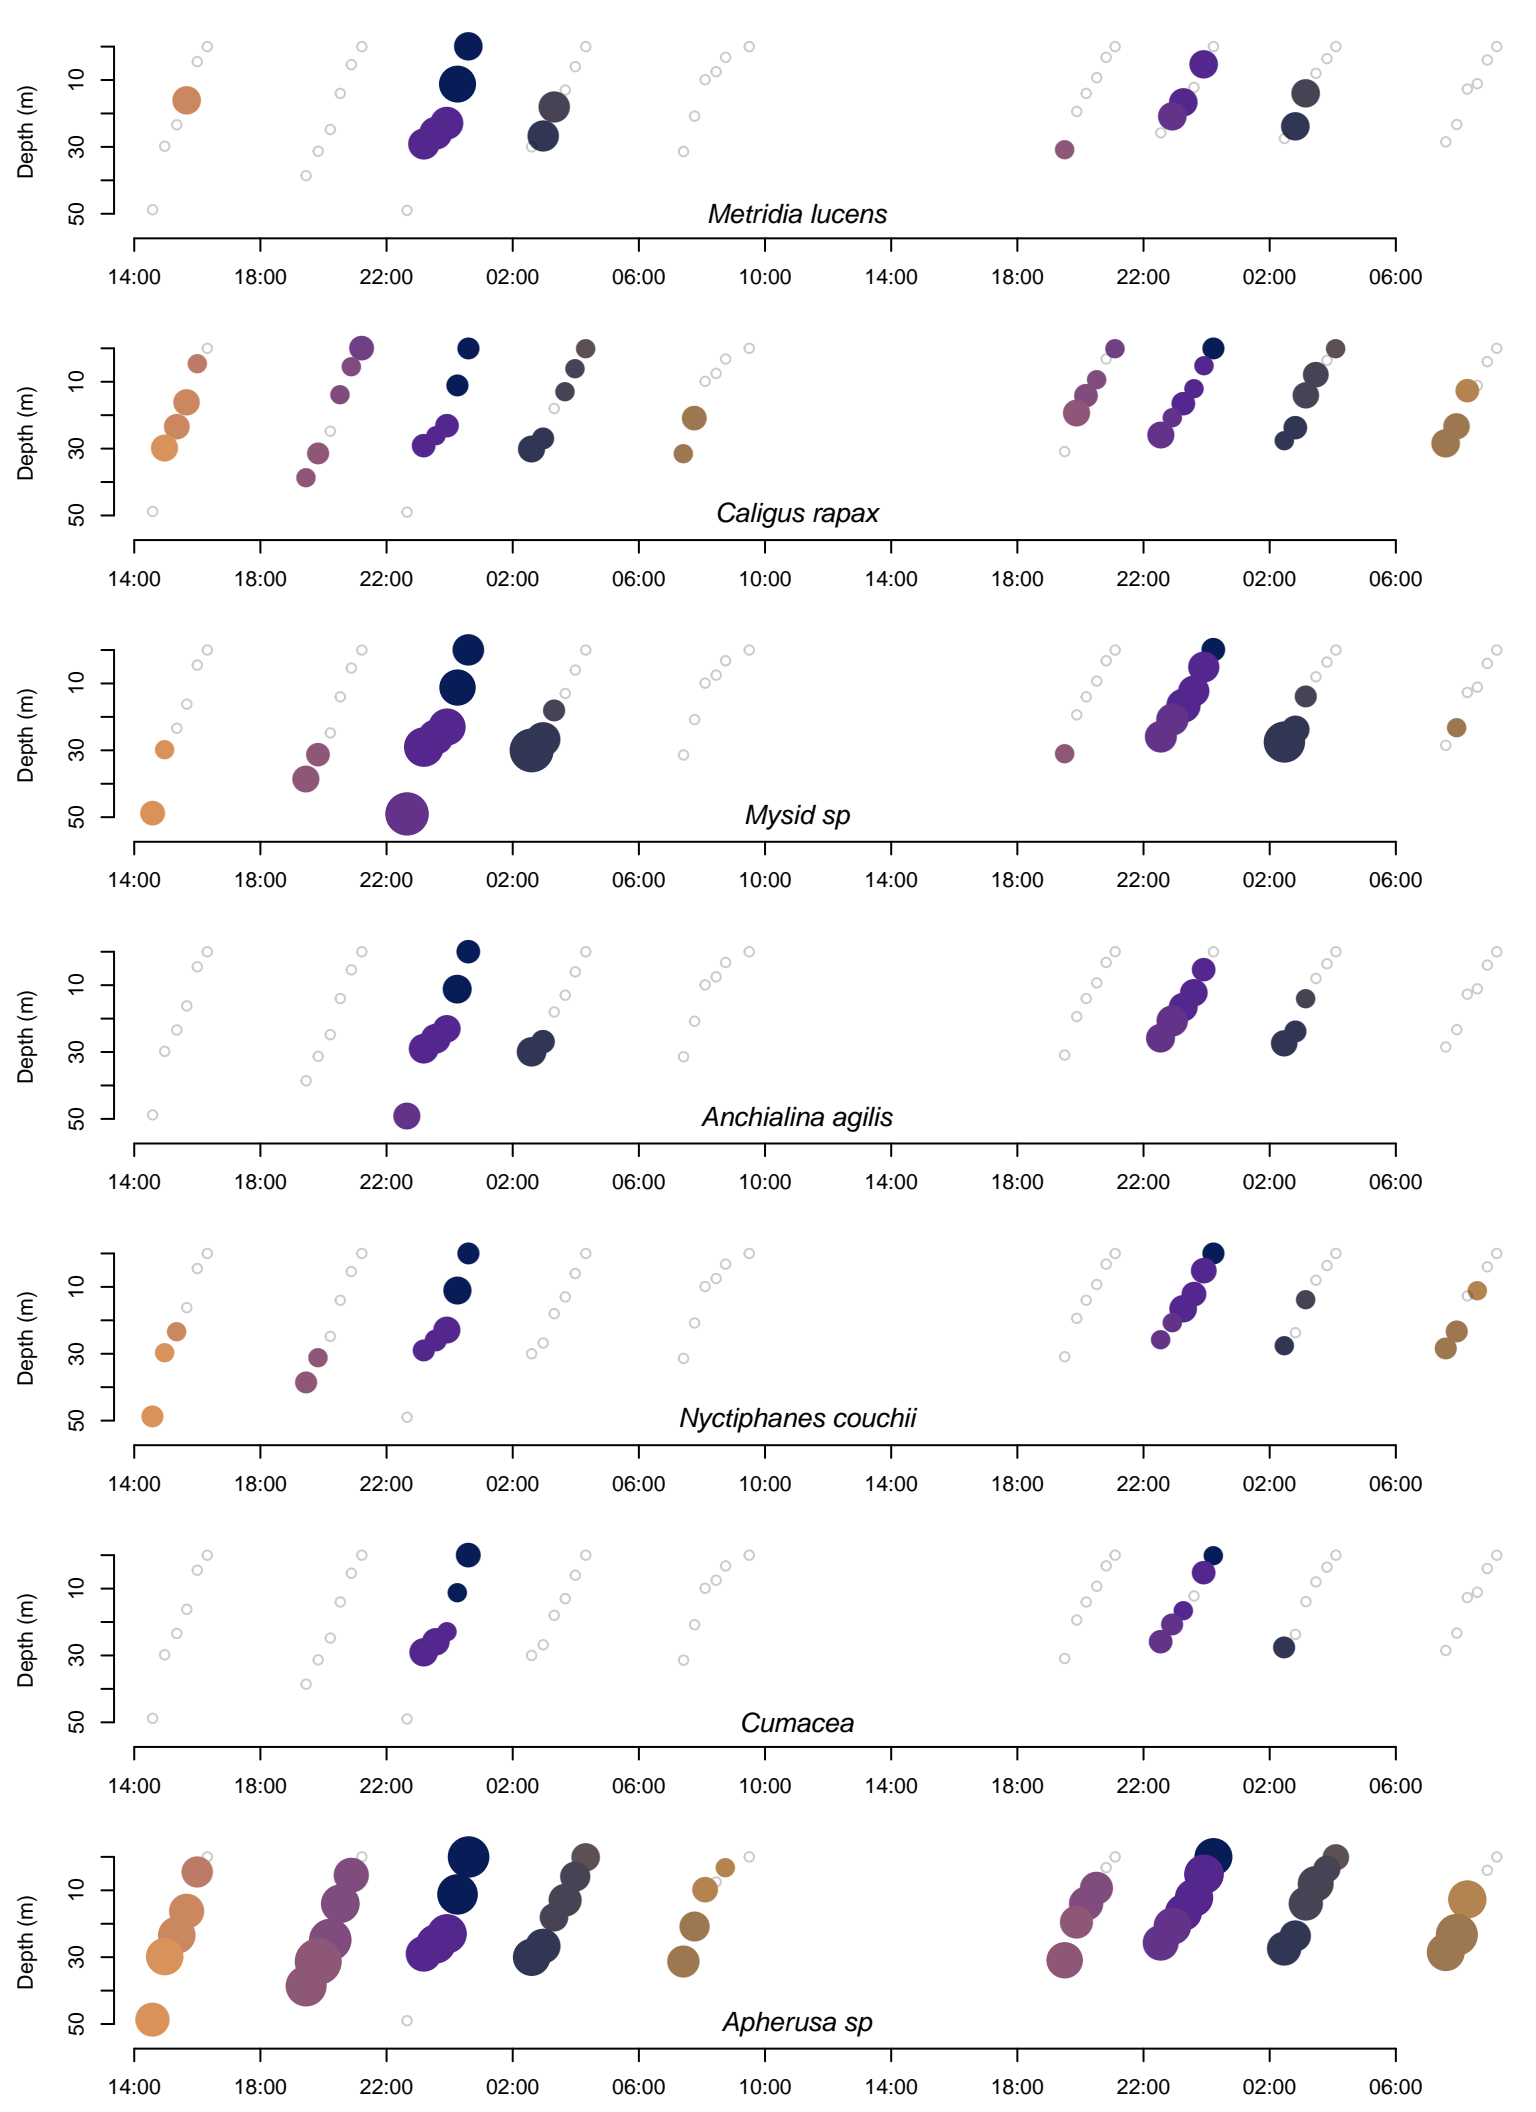 Depth (m)
10
30
50
Metridia lucens
14:00 18:00 22:00 02:00 06:00 10:00 14:00 18:00 22:00 02:00 06:00
Depth (m)
10
30
50
Caligus rapax
14:00 18:00 22:00 02:00 06:00 10:00 14:00 18:00 22:00 02:00 06:00
Depth (m)
10
30
50
Mysid sp
14:00 18:00 22:00 02:00 06:00 10:00 14:00 18:00 22:00 02:00 06:00
Depth (m)
10
30
50
Anchialina agilis
14:00 18:00 22:00 02:00 06:00 10:00 14:00 18:00 22:00 02:00 06:00
Depth (m)
10
30
50
Nyctiphanes couchii
14:00 18:00 22:00 02:00 06:00 10:00 14:00 18:00 22:00 02:00 06:00
Depth (m)
10
30
50
Cumacea
14:00 18:00 22:00 02:00 06:00 10:00 14:00 18:00 22:00 02:00 06:00
Depth (m)
10
30
50
Apherusa sp
14:00 18:00 22:00 02:00 06:00 10:00 14:00 18:00 22:00 02:00 06:00